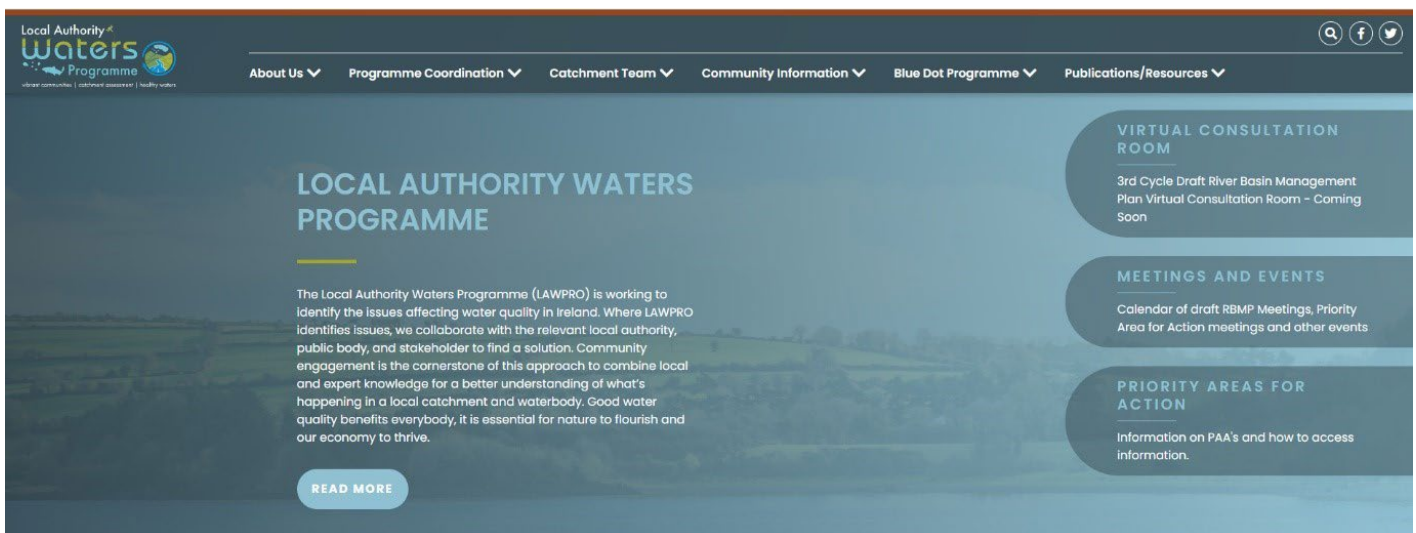 Local Authority
Waters
Programme
vibrant communities | catchment assessment | healthy waters
About Us
Programme Coordination
Catchment Team
Community Information
Blue Dot Programme
Publications/Resources
LOCAL AUTHORITY WATERS
PROGRAMME
The Local Authority Waters Programme (LAWPRO) is working to
identify the issues affecting water quality in Ireland. Where LAWPRO
identifies issues, we collaborate with the relevant local authority,
public body, and stakeholder to find a solution. Community
engagement is the cornerstone of this approach to combine local
and expert knowledge for a better understanding of what's
happening in a local catchment and waterbody. Good water
quality benefits everybody, it is essential for nature to flourish and
our economy to thrive.
READ MORE
VIRTUAL CONSULTATION
ROOM
3rd Cycle Draft River Basin Management
Plan Virtual Consultation Room - Coming
Soon
MEETINGS AND EVENTS
Calendar of draft RBMP Meetings, Priority
Area for Action meetings and other events
PRIORITY AREAS FOR
ACTION
Information on PAA's and how to access
information.